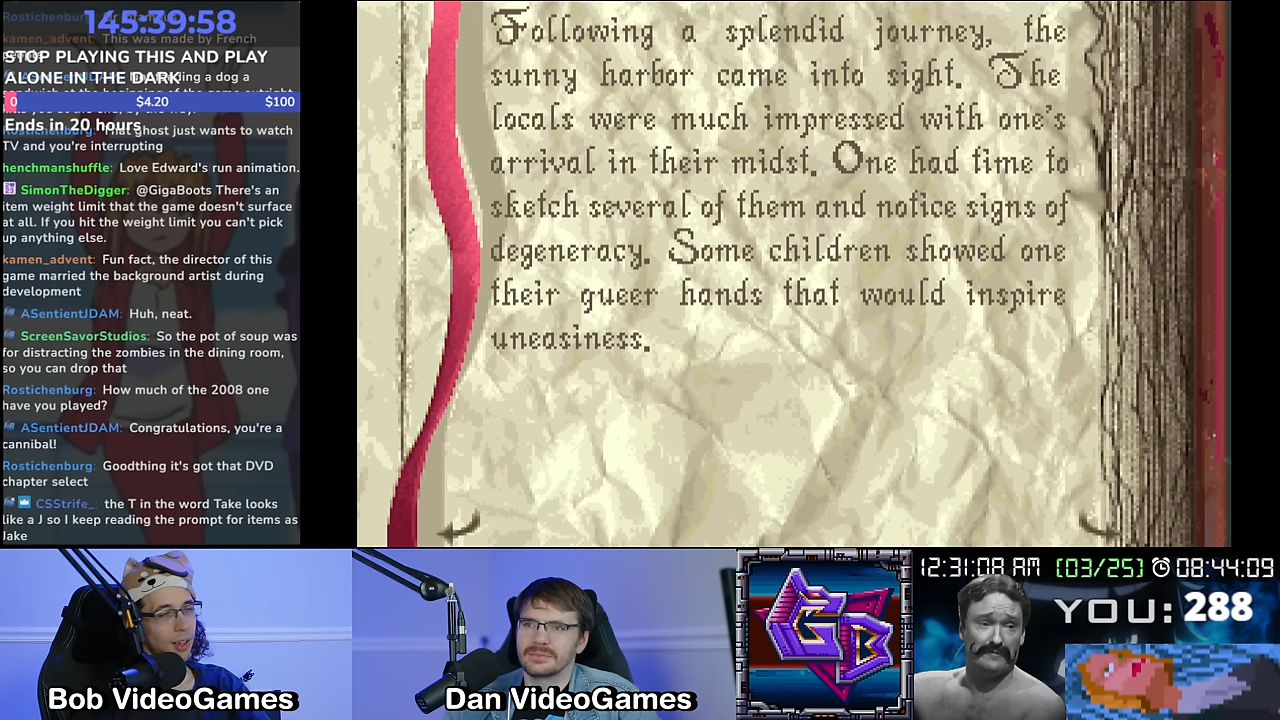 145:39:58
STOP PLAYING THIS AND PLAY
ALONE IN THE DARK
0 $4.20 $100
Ends in 20 hours
Rostichenburg: That ghost just wants to watch
TV and you're interrupting
henchmanshuffle: Love Edward's run animation.
SimonTheDigger: @GigaBoots There's an
item weight limit that the game doesn't surface
at all. If you hit the weight limit you can't pick
up anything else.
kamen_advent: Fun fact, the director of this
game married the background artist during
development
ASentientJDAM: Huh, neat.
ScreenSavorStudios: So the pot of soup was
for distracting the zombies in the dining room,
so you can drop that
Rostichenburg: How much of the 2008 one
have you played?
ASentientJDAM: Congratulations, you're a
cannibal!
Rostichenburg: Goodthing it's got that DVD
chapter select
CSStrife_: the T in the word Take looks
like a J so I keep reading the prompt for items as
Jake
Following a splendid journey, the
sunny harbor came into sight. The
locals were much impressed with one's
arrival in their midst. One had time to
sketch several of them and notice signs of
degeneracy. Some children showed one
their queer hands that would inspire
uneasiness.
Bob VideoGames
Dan VideoGames
GB
12:31:08 AM [03/25] 08:44:09
YOU: 288